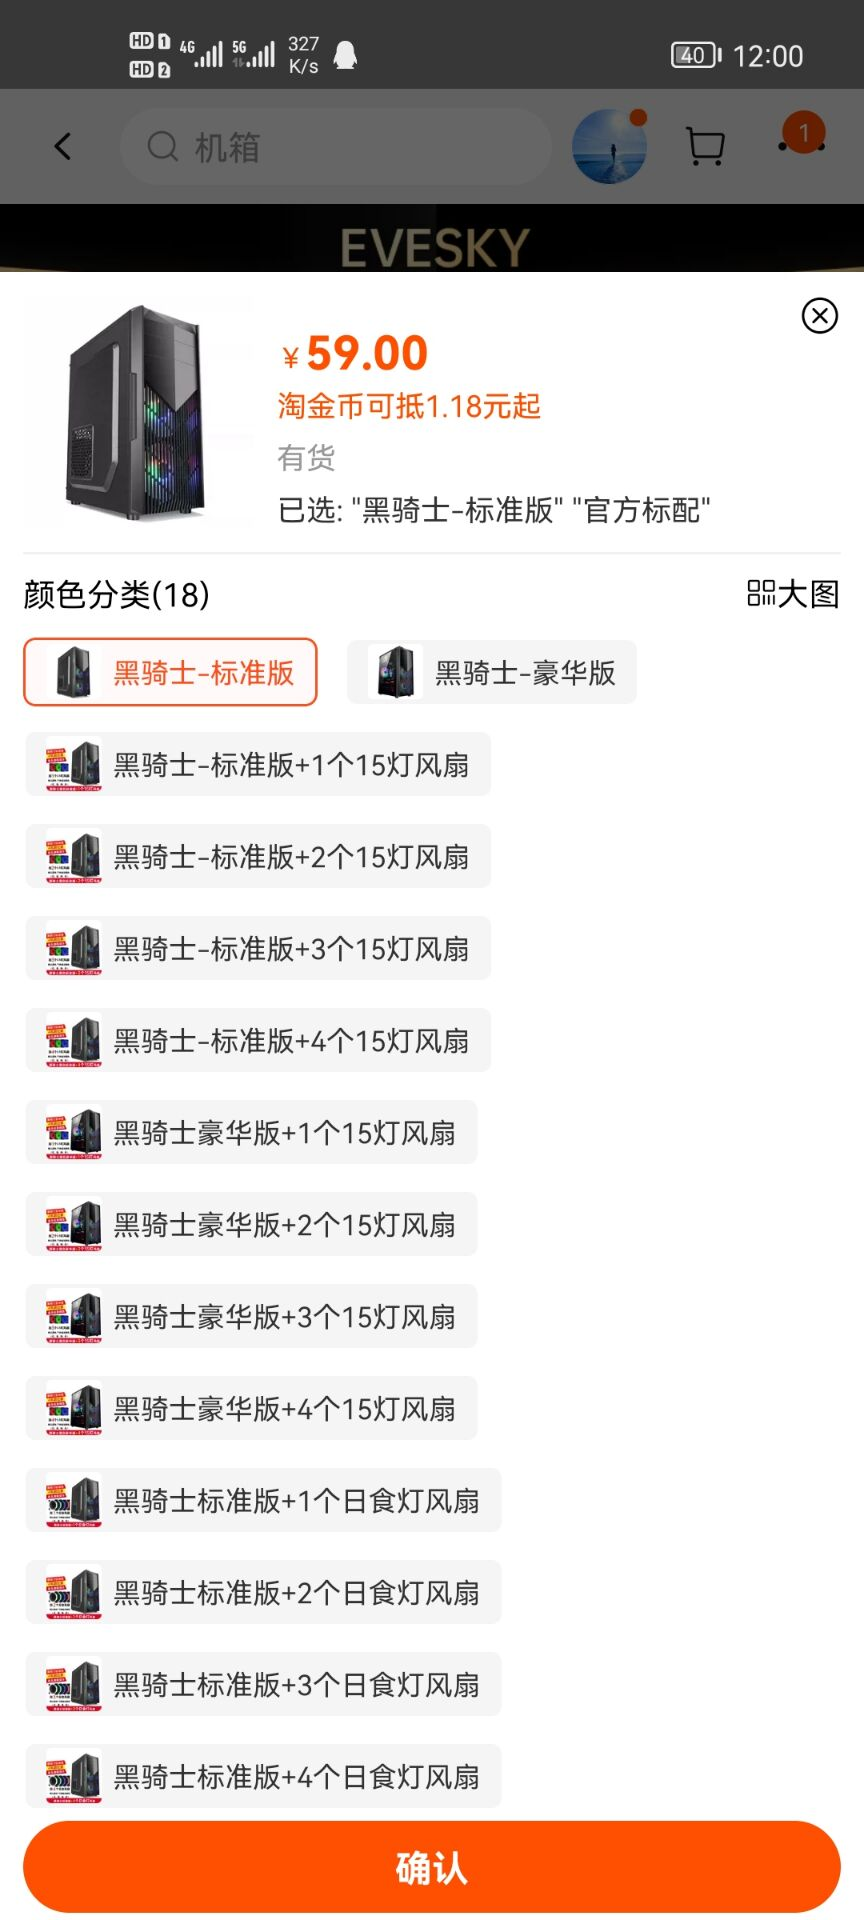 HD 1 4G 5G 327
HD 2 K/s
40 12:00
机箱
1
EVESKY
¥59.00
淘金币可抵1.18元起
有货
已选: "黑骑士-标准版" "官方标配"
颜色分类(18)
大图
黑骑士-标准版
黑骑士-豪华版
黑骑士-标准版+1个15灯风扇
黑骑士-标准版+2个15灯风扇
黑骑士-标准版+3个15灯风扇
黑骑士-标准版+4个15灯风扇
黑骑士豪华版+1个15灯风扇
黑骑士豪华版+2个15灯风扇
黑骑士豪华版+3个15灯风扇
黑骑士豪华版+4个15灯风扇
黑骑士标准版+1个日食灯风扇
黑骑士标准版+2个日食灯风扇
黑骑士标准版+3个日食灯风扇
黑骑士标准版+4个日食灯风扇
确认